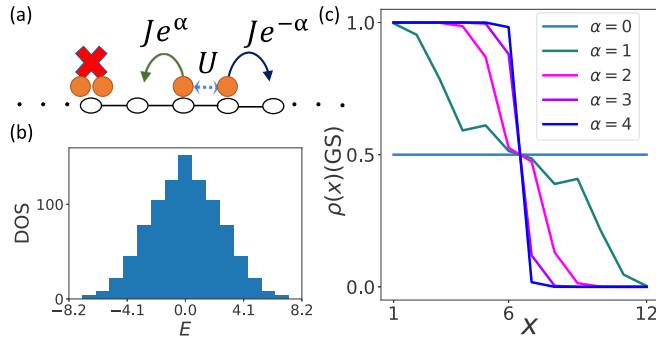 (a)
Je^α
U
Je^{-α}
(b)
DOS
100
0
-8.2
-4.1
0.0
4.1
8.2
E
(c)
ρ(x)(GS)
1.0
0.5
0.0
1
6
12
X
α = 0
α = 1
α = 2
α = 3
α = 4